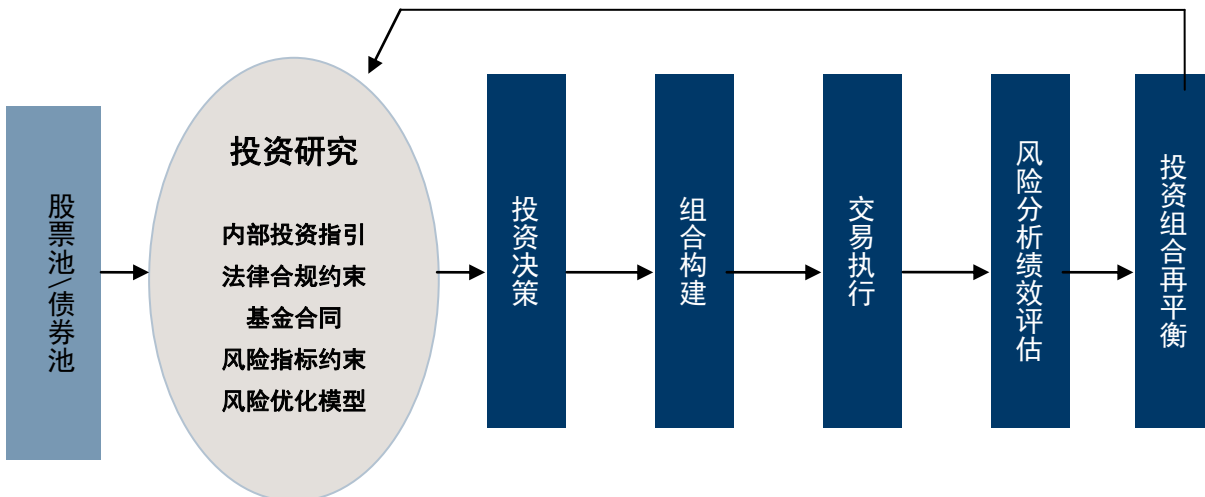 股票池\债券池
投资研究
内部投资指引
法律合规约束
基金合同
风险指标约束
风险优化模型
投资决策
组合构建
交易执行
风险分析绩效评估
投资组合再平衡